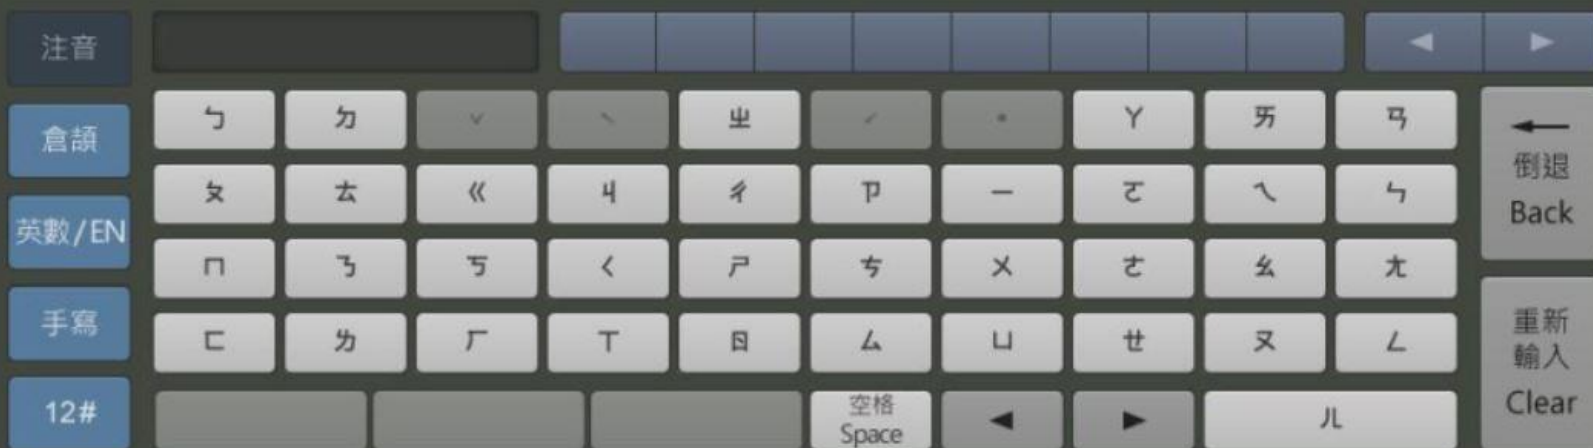 注音 ◀ ▶
ㄅ ㄉ ˇ ˋ ㄓ ˊ ˙ ㄚ ㄞ ㄢ
倉頡 ← 倒退 Back
ㄆ ㄊ ㄍ ㄐ ㄔ ㄗ ㄧ ㄛ ㄟ ㄣ
英數/EN
ㄇ ㄋ ㄎ ㄑ ㄕ ㄘ ㄨ ㄜ ㄠ ㄤ
手寫 重新輸入 Clear
ㄈ ㄌ ㄏ ㄒ ㄖ ㄙ ㄩ ㄝ ㄡ ㄥ
12# 空格 Space ◀ ▶ ㄦ